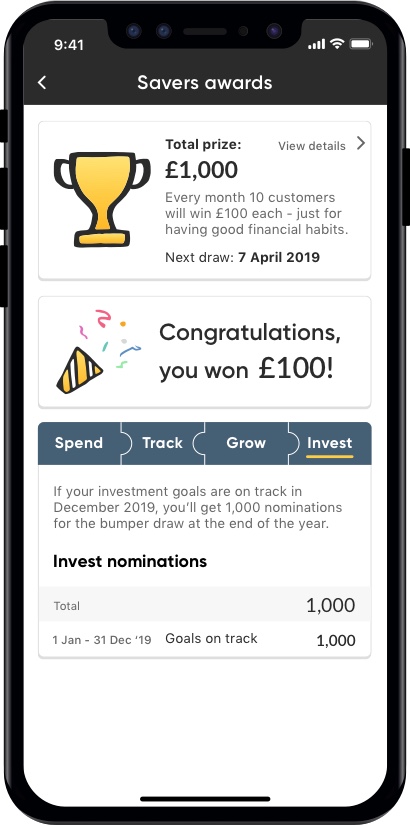 9:41
Savers awards
Total prize:
View details
£1,000
Every month 10 customers
will win £100 each - just for
having good financial habits.
Next draw: 7 April 2019
Congratulations,
you won £100!
Spend Track Grow Invest
If your investment goals are on track in
December 2019, you’ll get 1,000 nominations
for the bumper draw at the end of the year.
Invest nominations
Total 1,000
1 Jan - 31 Dec ‘19 Goals on track 1,000